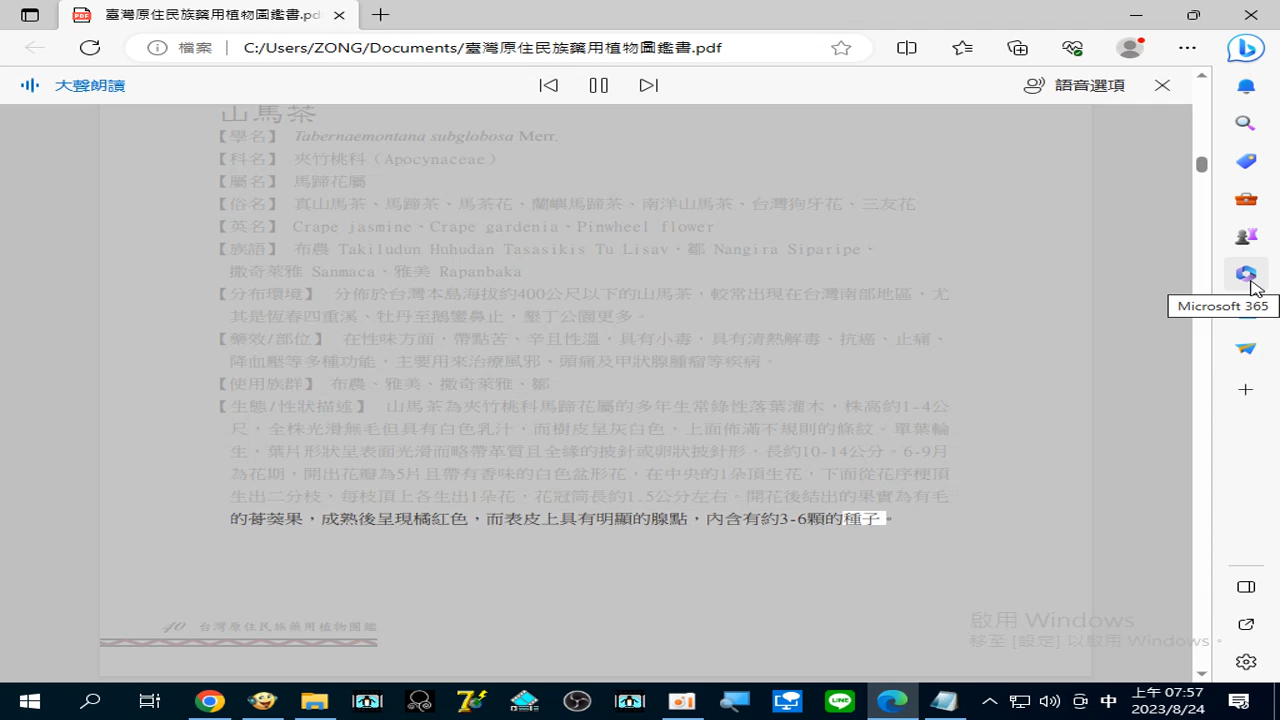 臺灣原住民族藥用植物圖鑑書.pdf
檔案 C:/Users/ZONG/Documents/臺灣原住民族藥用植物圖鑑書.pdf
大聲朗讀
語音選項
山馬茶
【學名】 Tabernaemontana subglobosa Merr.
【科名】 夾竹桃科（Apocynaceae）
【屬名】 馬蹄花屬
【俗名】 真山馬茶、馬蹄茶、馬茶花、蘭嶼馬蹄茶、南洋山馬茶、台灣狗牙花、三友花
【英名】 Crape jasmine、Crape gardenia、Pinwheel flower
【族語】 布農 Takiludun Huhudan Tasasikis Tu Lisav、鄒 Nangira Siparipe、
撒奇萊雅 Sanmaca、雅美 Rapanbaka
【分布環境】 分佈於台灣本島海拔約400公尺以下的山馬茶，較常出現在台灣南部地區，尤
其是恆春四重溪、牡丹至鵝鑾鼻止，墾丁公園更多。
【藥效/部位】 在性味方面，帶點苦、辛且性溫，具有小毒，具有清熱解毒、抗癌、止痛、
降血壓等多種功能，主要用來治療風邪、頭痛及甲狀腺腫瘤等疾病。
【使用族群】 布農、雅美、撒奇萊雅、鄒
【生態/性狀描述】 山馬茶為夾竹桃科馬蹄花屬的多年生常綠性落葉灌木，株高約1-4公
尺，全株光滑無毛但具有白色乳汁，而樹皮呈灰白色，上面佈滿不規則的條紋。單葉輪
生，葉片形狀呈表面光滑而略帶革質且全緣的披針或卵狀披針形，長約10-14公分。6-9月
為花期，開出花瓣為5片且帶有香味的白色盆形花，在中央的1朵頂生花，下面從花序梗頂
生出二分枝，每枝頂上各生出1朵花，花冠筒長約1.5公分左右。開花後結出的果實為有毛
的蓇葖果，成熟後呈現橘紅色，而表皮上具有明顯的腺點，內含有約3-6顆的種子。
40 台灣原住民族藥用植物圖鑑
Microsoft 365
啟用 Windows
移至 [設定] 以啟用 Windows。
LINE
中
上午 07:57
2023/8/24